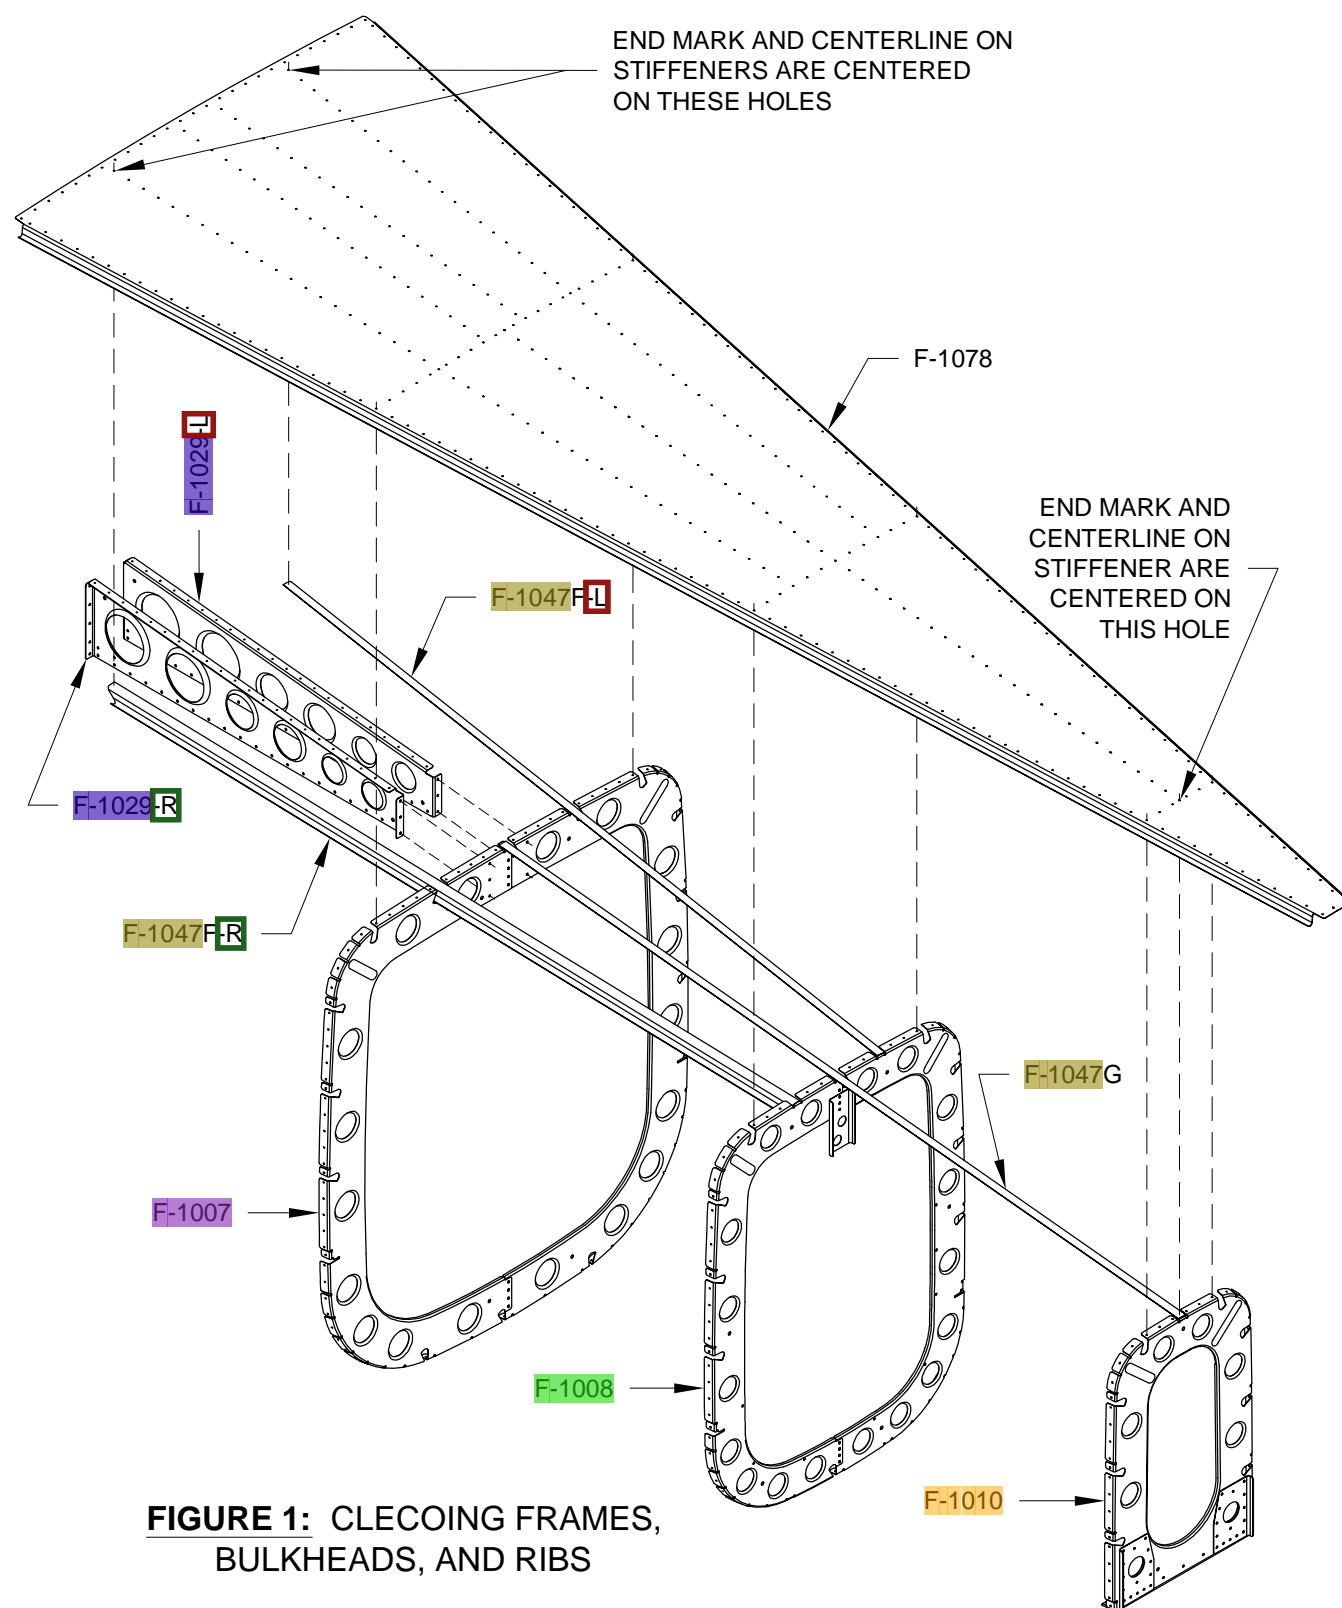 END MARK AND CENTERLINE ON
STIFFENERS ARE CENTERED
ON THESE HOLES
F-1078
F-1029-L
END MARK AND
CENTERLINE ON
STIFFENER ARE
CENTERED ON
THIS HOLE
F-1047F-L
F-1029-R
F-1047F-R
F-1047G
F-1007
F-1008
F-1010
FIGURE 1: CLECOING FRAMES,
BULKHEADS, AND RIBS